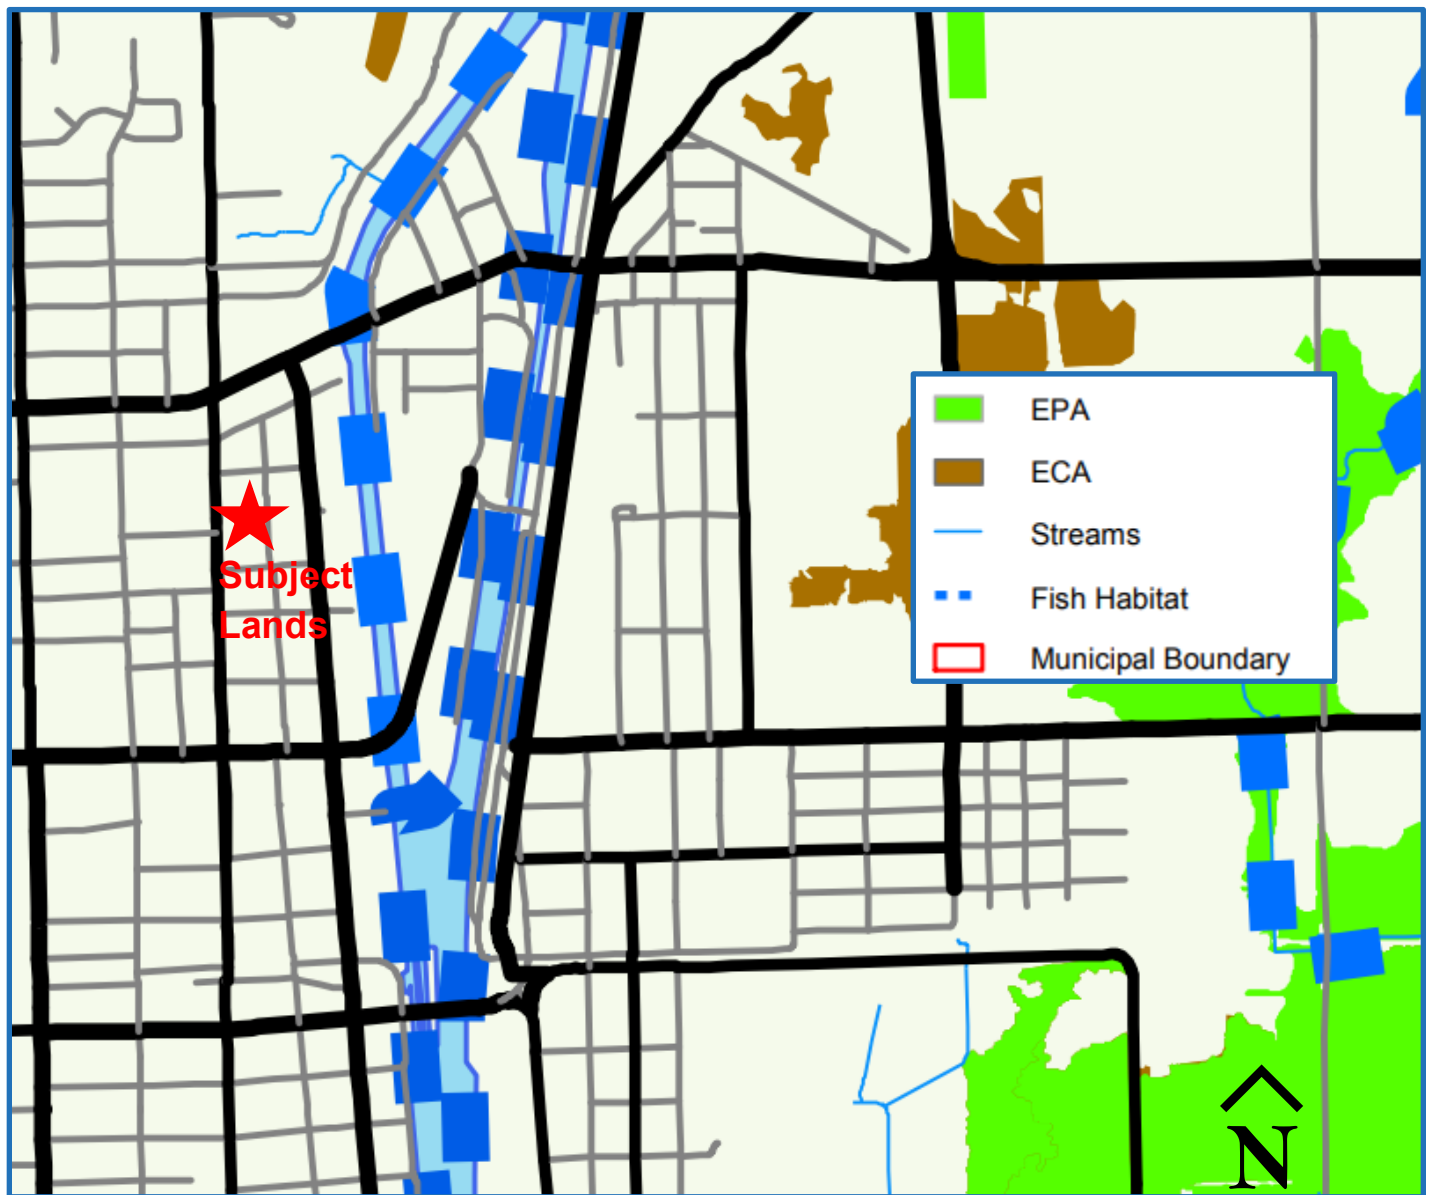 EPA
ECA
Streams
Fish Habitat
Municipal Boundary
Subject
Lands
N